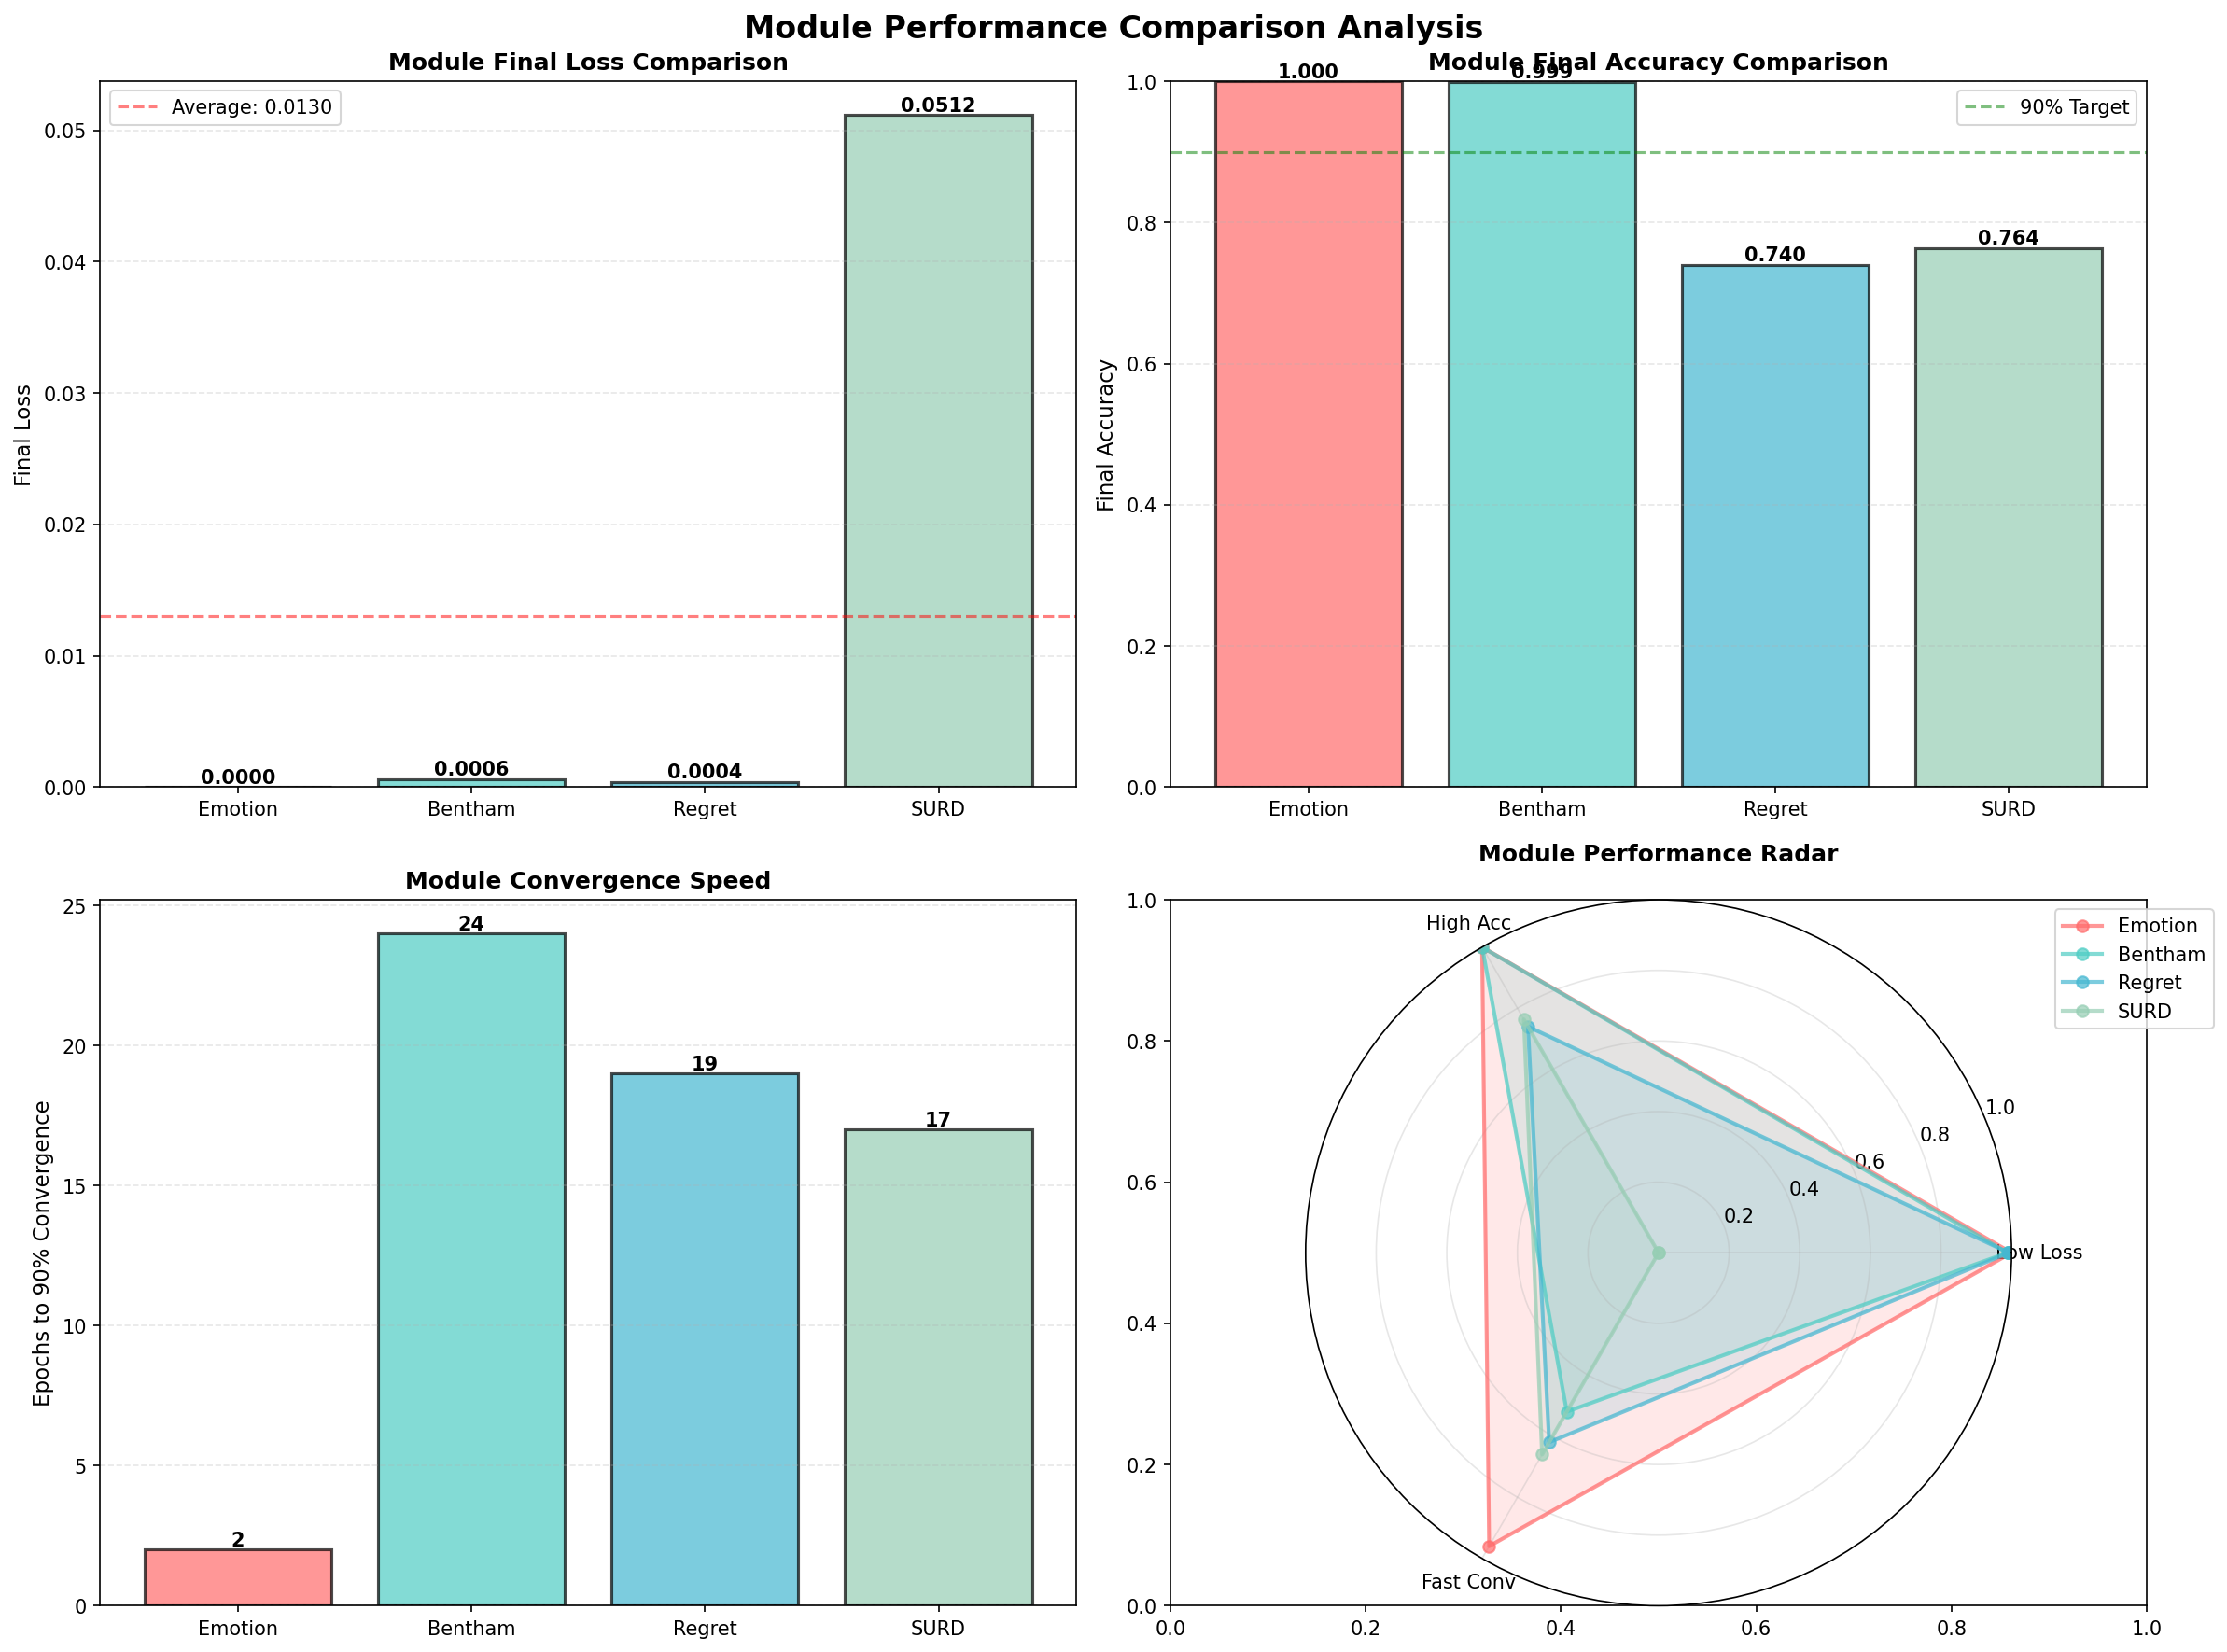 Module Performance Comparison Analysis
Module Final Loss Comparison
Average: 0.0130
Final Loss
0.05
0.04
0.03
0.02
0.01
0.00
0.0000
0.0006
0.0004
0.0512
Emotion
Bentham
Regret
SURD
Module Final Accuracy Comparison
90% Target
Final Accuracy
1.0
0.8
0.6
0.4
0.2
0.0
1.000
0.999
0.740
0.764
Emotion
Bentham
Regret
SURD
Module Convergence Speed
Epochs to 90% Convergence
25
20
15
10
5
0
2
24
19
17
Emotion
Bentham
Regret
SURD
Module Performance Radar
1.0
0.8
0.6
0.4
0.2
0.0
0.0
0.2
0.4
0.6
0.8
1.0
High Acc
Low Loss
Fast Conv
1.0
0.8
0.6
0.4
0.2
Emotion
Bentham
Regret
SURD